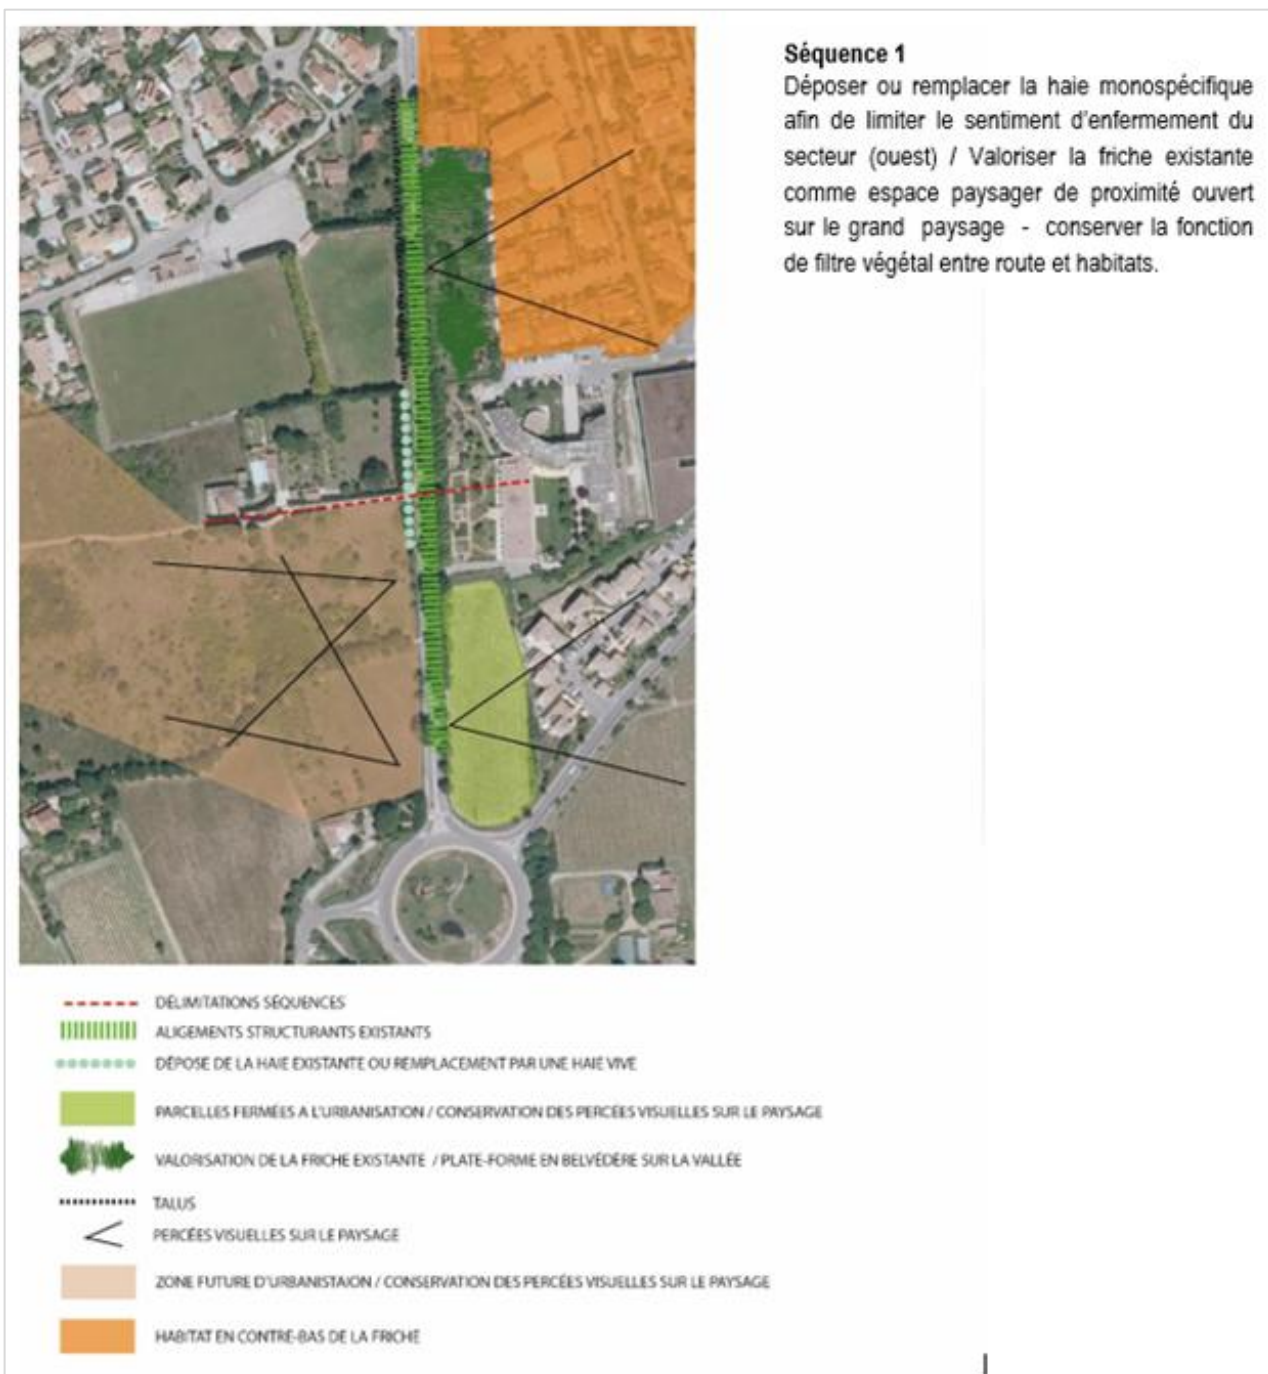 Séquence 1
Déposer ou remplacer la haie monospécifique
afin de limiter le sentiment d'enfermement du
secteur (ouest) / Valoriser la friche existante
comme espace paysager de proximité ouvert
sur le grand paysage - conserver la fonction
de filtre végétal entre route et habitats.
DÉLIMITATIONS SÉQUENCES
ALIGEMENTS STRUCTURANTS EXISTANTS
DÉPOSE DE LA HAIE EXISTANTE OU REMPLACEMENT PAR UNE HAIE VIVE
PARCELLES FERMÉES A L'URBANISATION / CONSERVATION DES PERCÉES VISUELLES SUR LE PAYSAGE
VALORISATION DE LA FRICHE EXISTANTE / PLATE-FORME EN BELVÉDÈRE SUR LA VALLÉE
TALUS
PERCÉES VISUELLES SUR LE PAYSAGE
ZONE FUTURE D'URBANISTAION / CONSERVATION DES PERCÉES VISUELLES SUR LE PAYSAGE
HABITAT EN CONTRE-BAS DE LA FRICHE